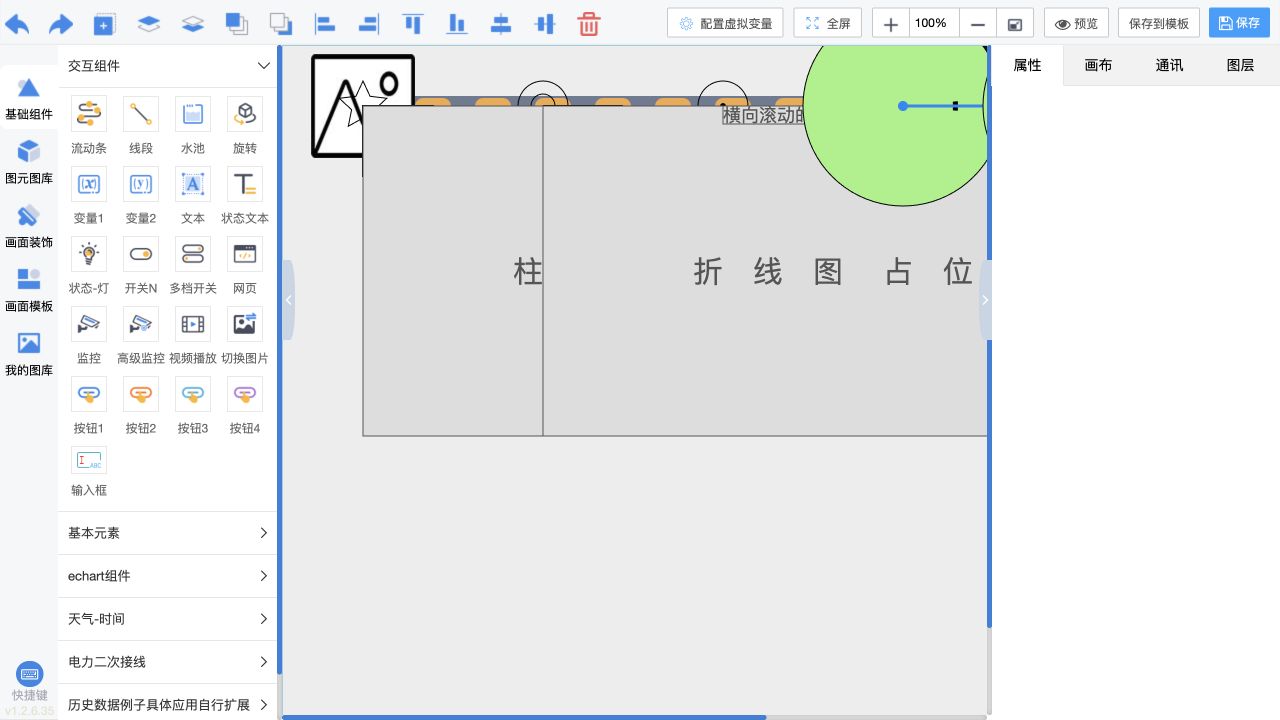 配置虚拟变量
全屏
100%
预览
保存到模板
保存
基础组件
图元图库
画面装饰
画面模板
我的图库
快捷键
v1.2.6.35
交互组件
流动条
线段
水池
旋转
变量1
变量2
文本
状态文本
状态-灯
开关N
多档开关
网页
监控
高级监控
视频播放
切换图片
按钮1
按钮2
按钮3
按钮4
输入框
基本元素
echart组件
天气-时间
电力二次接线
历史数据例子具体应用自行扩展
横向滚动的
柱 折 线 图 占 位
属性
画布
通讯
图层